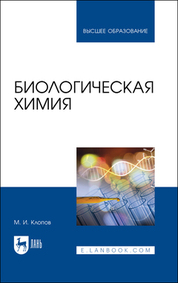 ВЫСШЕЕ ОБРАЗОВАНИЕ
БИОЛОГИЧЕСКАЯ
ХИМИЯ
М. И. Клопов
ЛАНЬ
E.LANBOOK.COM